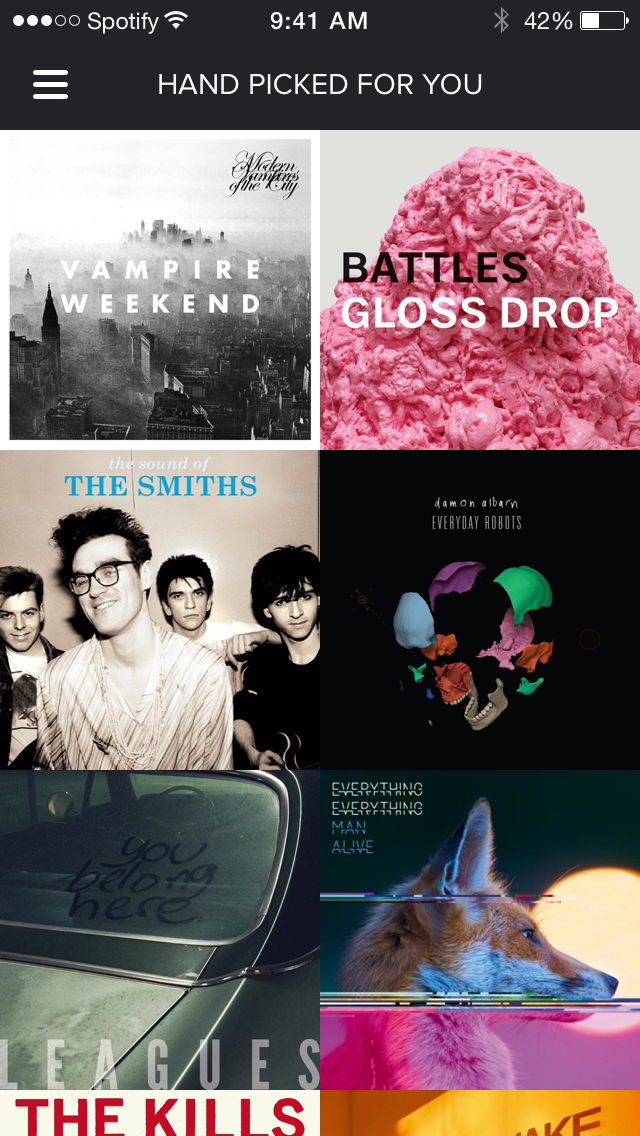 Spotify 9:41 AM 42%
HAND PICKED FOR YOU
Modern
Vampires
of the City
VAMPIRE
WEEKEND
BATTLES
GLOSS DROP
the sound of
THE SMITHS
damon albarn
EVERYDAY ROBOTS
you
belong
here
LEAGUES
EVERYTHING
EVERYTHING
MAN
ALIVE
THE KILLS